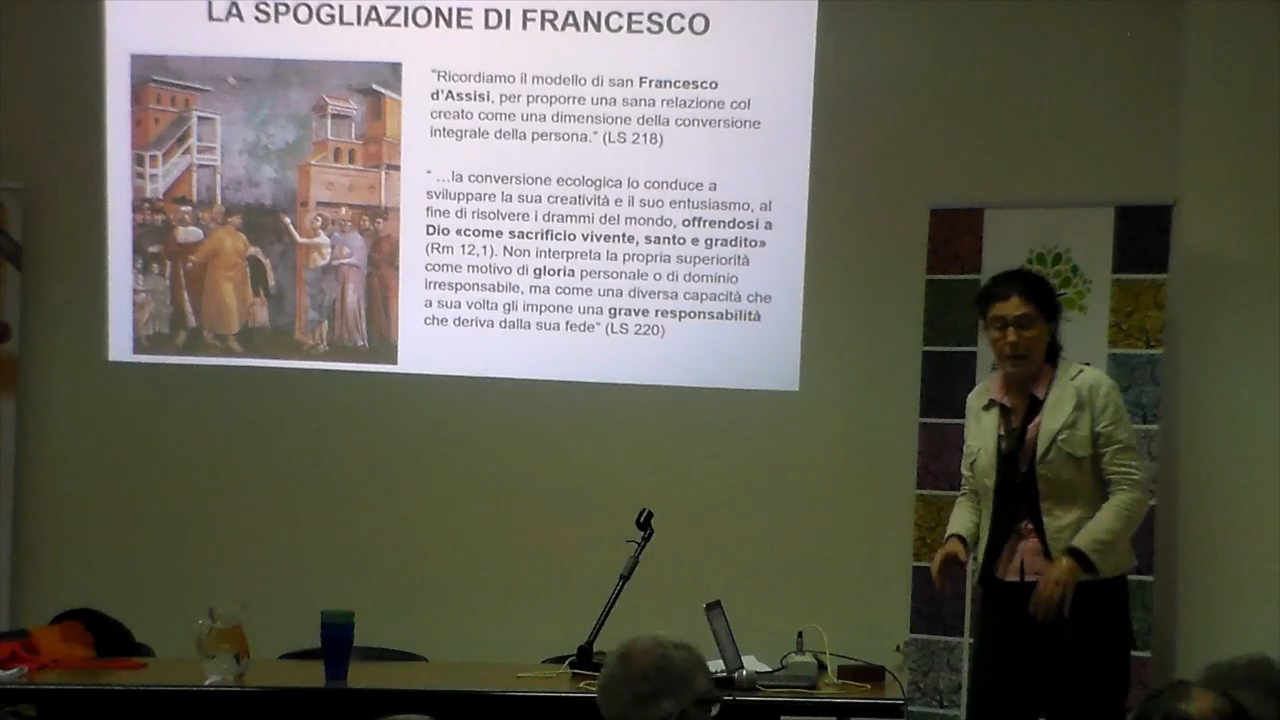 LA SPOGLIAZIONE DI FRANCESCO
"Ricordiamo il modello di san Francesco
d'Assisi, per proporre una sana relazione col
creato come una dimensione della conversione
integrale della persona." (LS 218)
" ...la conversione ecologica lo conduce a
sviluppare la sua creatività e il suo entusiasmo, al
fine di risolvere i drammi del mondo, offrendosi a
Dio «come sacrificio vivente, santo e gradito»
(Rm 12,1). Non interpreta la propria superiorità
come motivo di gloria personale o di dominio
irresponsabile, ma come una diversa capacità che
a sua volta gli impone una grave responsabilità
che deriva dalla sua fede" (LS 220)